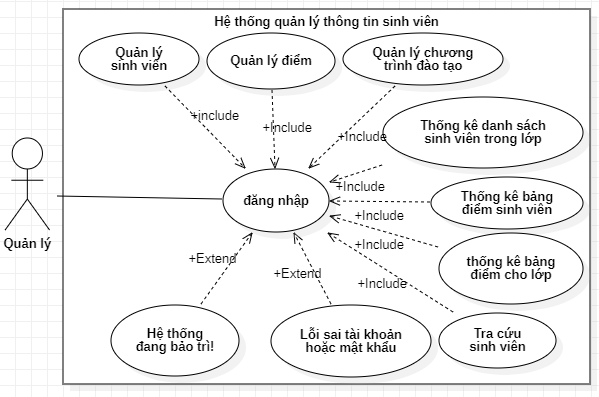 Hệ thống quản lý thông tin sinh viên
Quản lý
sinh viên
Quản lý điểm
Quản lý chương
trình đào tạo
+include
+Include
+Include
Thống kê danh sách
sinh viên trong lớp
+Include
đăng nhập
Thống kê bảng
điểm sinh viên
+Include
Quản lý
+Include
thống kê bảng
điểm cho lớp
+Extend
+Extend
+Include
Hệ thống
đang bảo trì!
Lỗi sai tài khoản
hoặc mật khẩu
Tra cứu
sinh viên